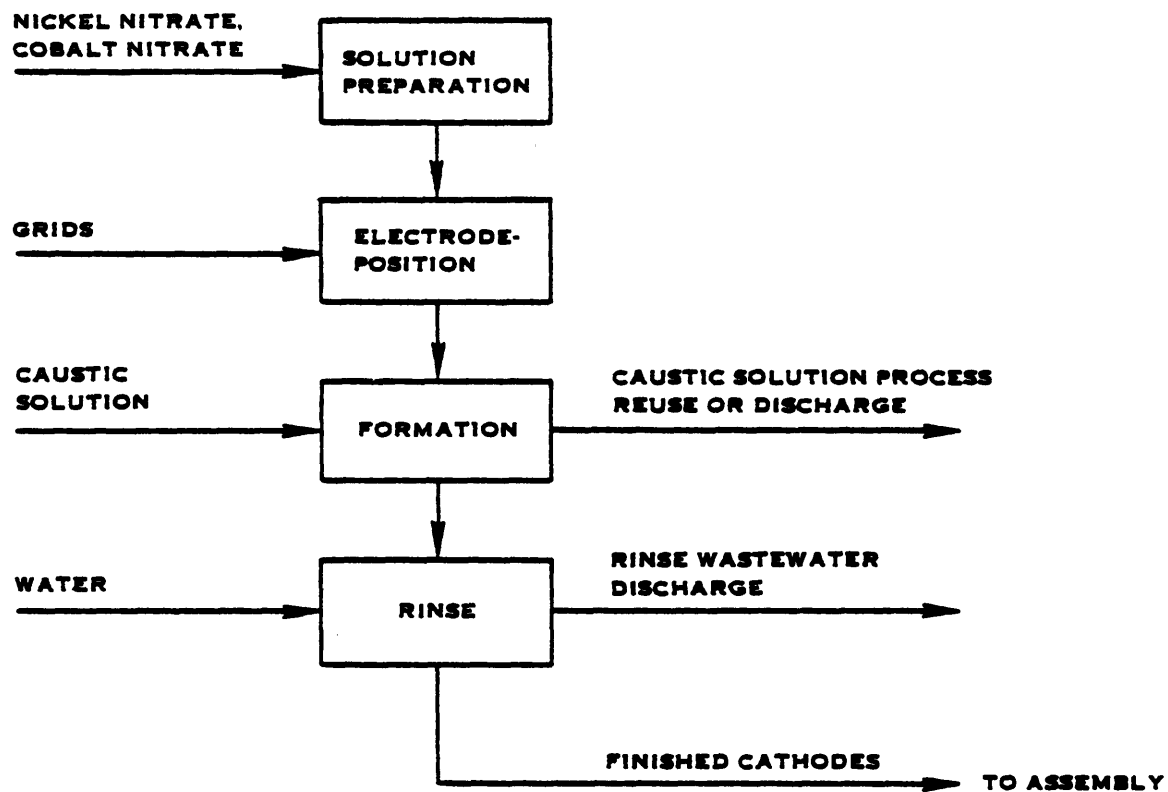 NICKEL NITRATE,
COBALT NITRATE
SOLUTION
PREPARATION
GRIDS
ELECTRODE-
POSITION
CAUSTIC
SOLUTION
FORMATION
CAUSTIC SOLUTION PROCESS
REUSE OR DISCHARGE
WATER
RINSE
RINSE WASTEWATER
DISCHARGE
FINISHED CATHODES
TO ASSEMBLY